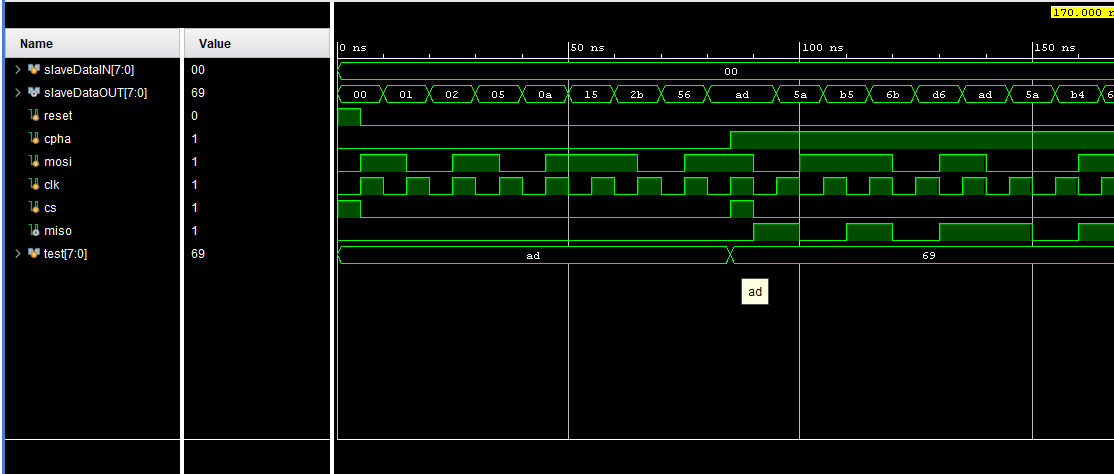 170.000 n
Name Value
0 ns 50 ns 100 ns 150 ns
slaveDataIN[7:0] 00 00
slaveDataOUT[7:0] 69 00 01 02 05 0a 15 2b 56 ad 5a b5 6b d6 ad 5a b4 6
reset 0
cpha 1
mosi 1
clk 1
cs 1
miso 1
test[7:0] 69 ad 69
ad